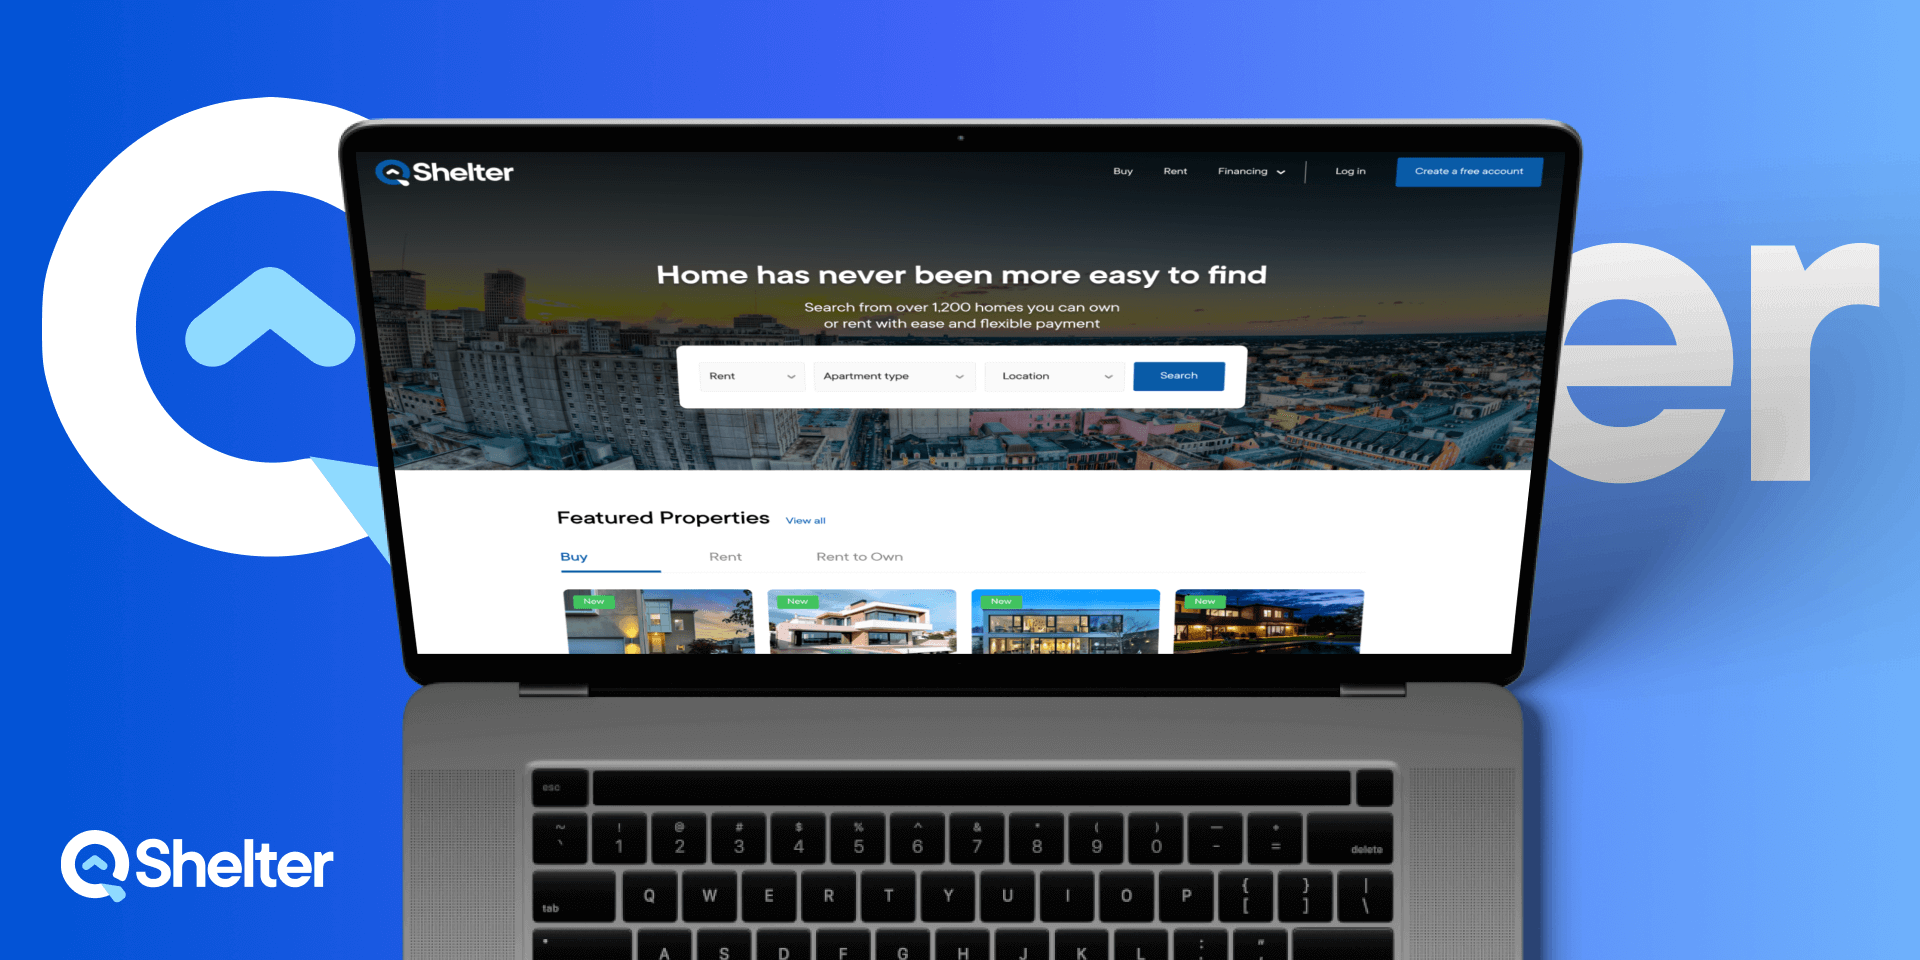 Shelter
Buy
Rent
Financing
Log in
Create a free account
Home has never been more easy to find
Search from over 1,200 homes you can own
or rent with ease and flexible payment
Rent
Apartment type
Location
Search
er
Featured Properties
View all
Buy
Rent
Rent to Own
New
New
New
New
esc
~ ! @ # $ % ^ & * ( ) — +
` 1 2 3 4 5 6 7 8 9 0 - =
delete
tab
Q W E R T Y U I O P { [ } ] | \
A S D F G H J K L : ; "
Shelter